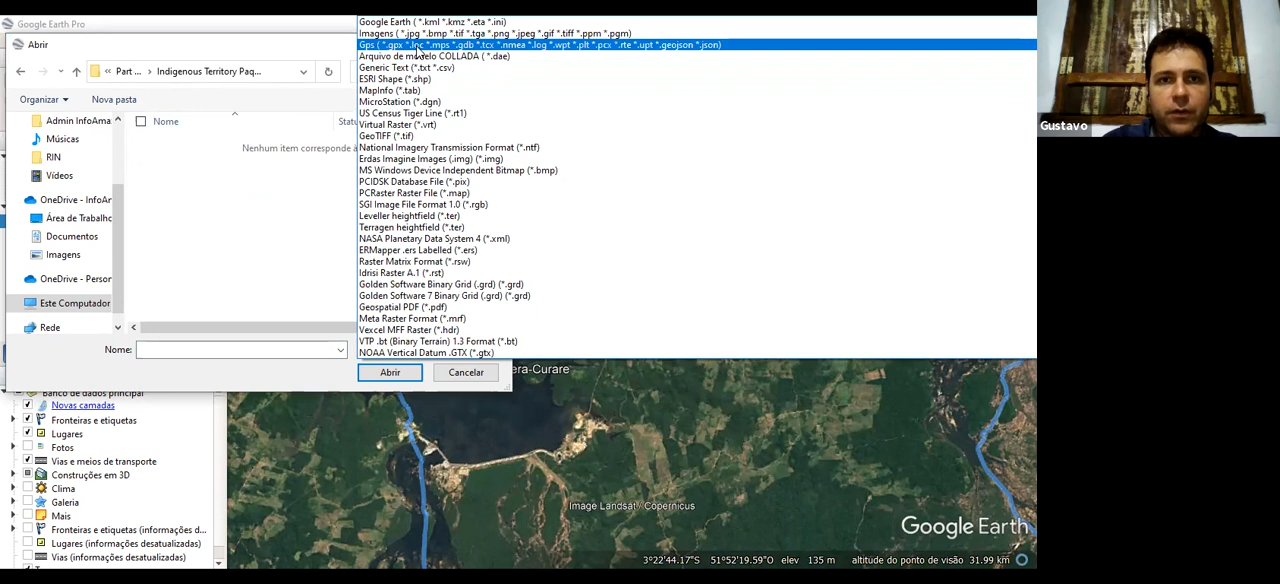 Google Earth Pro
Abrir
Part ...
Indigenous Territory Paq...
Organizar
Nova pasta
Admin InfoAma
Músicas
RIN
Vídeos
OneDrive - InfoAr
Área de Trabalho
Documentos
Imagens
OneDrive - Person
Este Computador
Rede
Nome
Statu
Nenhum item corresponde a
Nome:
Google Earth ( *.kml *.kmz *.eta *.ini)
Imagens ( *.jpg *.bmp *.tif *.tga *.png *.jpeg *.gif *.tiff *.ppm *.pgm)
Gps ( *.gpx *.loc *.mps *.gdb *.tcx *.nmea *.log *.wpt *.plt *.pcx *.rte *.upt *.geojson *.json)
Arquivo de modelo COLLADA ( *.dae)
Generic Text (*.txt *.csv)
ESRI Shape (*.shp)
MapInfo (*.tab)
MicroStation (*.dgn)
US Census Tiger Line (*.rt1)
Virtual Raster (*.vrt)
GeoTIFF (*.tif)
National Imagery Transmission Format (*.ntf)
Erdas Imagine Images (.img) (*.img)
MS Windows Device Independent Bitmap (*.bmp)
PCIDSK Database File (*.pix)
PCRaster Raster File (*.map)
SGI Image File Format 1.0 (*.rgb)
Leveller heightfield (*.ter)
Terragen heightfield (*.ter)
NASA Planetary Data System 4 (*.xml)
ERMapper .ers Labelled (*.ers)
Raster Matrix Format (*.rsw)
Idrisi Raster A.1 (*.rst)
Golden Software Binary Grid (.grd) (*.grd)
Golden Software 7 Binary Grid (.grd) (*.grd)
Geospatial PDF (*.pdf)
Meta Raster Format (*.mrf)
Vexcel MFF Raster (*.hdr)
VTP .bt (Binary Terrain) 1.3 Format (*.bt)
NOAA Vertical Datum .GTX (*.gtx)
Abrir
Cancelar
Banco de dados principal
Novas camadas
Fronteiras e etiquetas
Lugares
Fotos
Vias e meios de transporte
Construções em 3D
Clima
Galeria
Mais
Fronteiras e etiquetas (informações d...
Lugares (informações desatualizadas)
Vias (informações desatualizadas)
era-Curare
Image Landsat / Copernicus
Google Earth
3°22'44.17"S 51°52'19.59"O elev 135 m altitude do ponto de visão 31.99 km
Gustavo